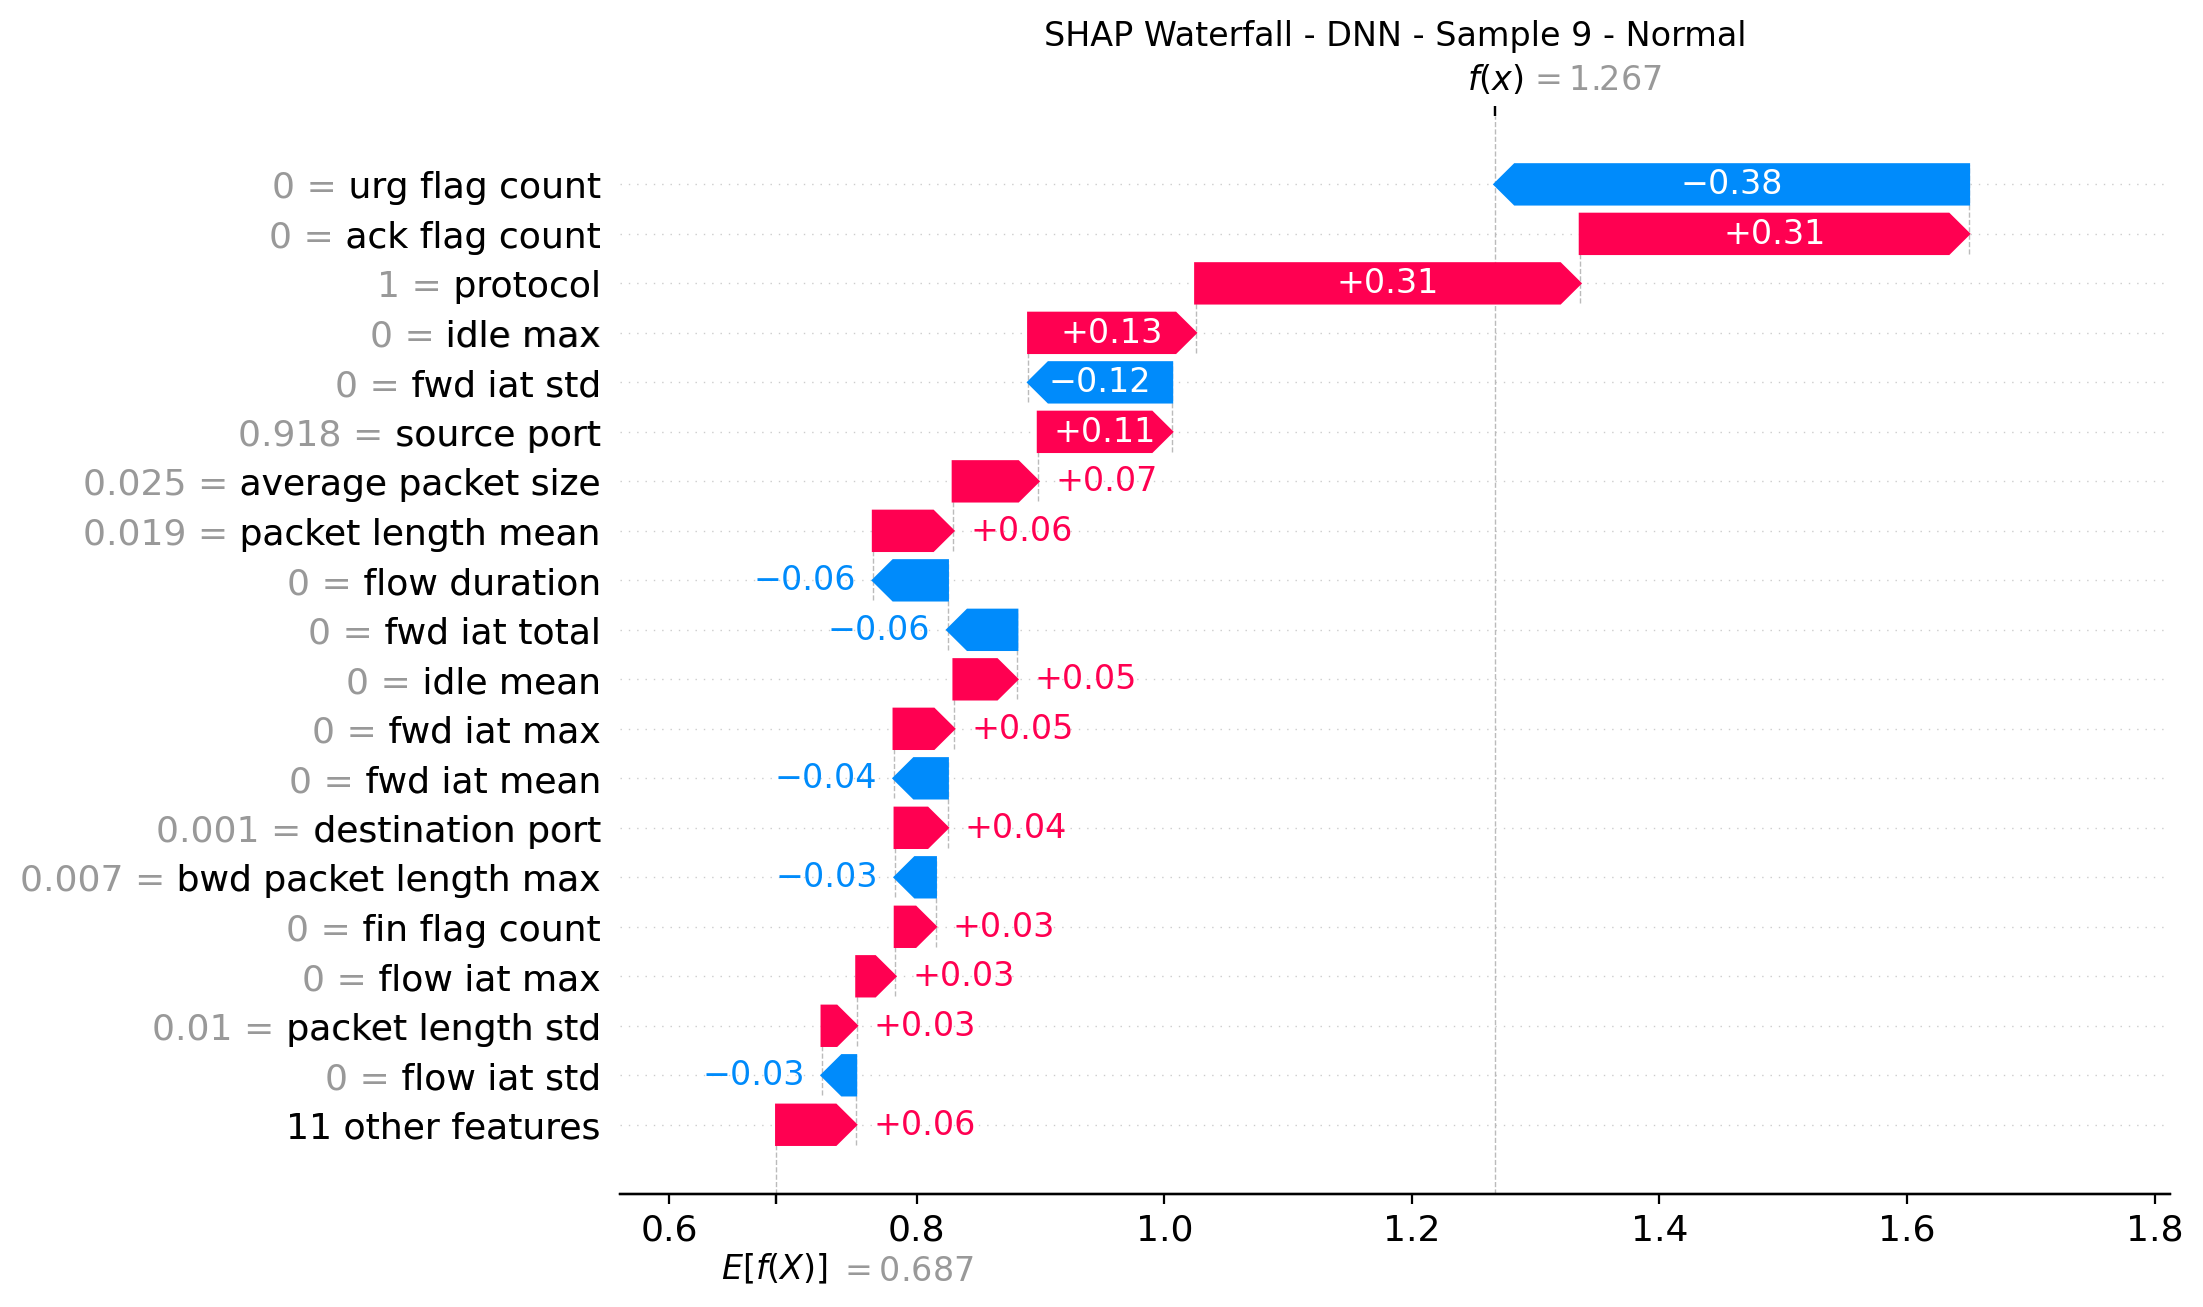 SHAP Waterfall - DNN - Sample 9 - Normal
f(x) = 1.267
0 = urg flag count −0.38
0 = ack flag count +0.31
1 = protocol +0.31
0 = idle max +0.13
0 = fwd iat std −0.12
0.918 = source port +0.11
0.025 = average packet size +0.07
0.019 = packet length mean +0.06
0 = flow duration −0.06
0 = fwd iat total −0.06
0 = idle mean +0.05
0 = fwd iat max +0.05
0 = fwd iat mean −0.04
0.001 = destination port +0.04
0.007 = bwd packet length max −0.03
0 = fin flag count +0.03
0 = flow iat max +0.03
0.01 = packet length std +0.03
0 = flow iat std −0.03
11 other features +0.06
0.6 0.8 1.0 1.2 1.4 1.6 1.8
E[f(X)] = 0.687